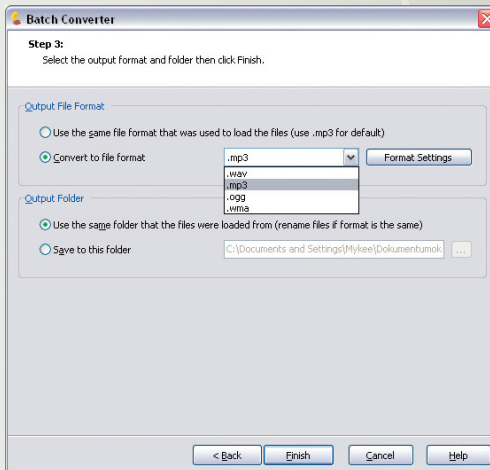 Batch Converter
Step 3:
Select the output format and folder then click Finish.
Output File Format
Use the same file format that was used to load the files (use .mp3 for default)
Convert to file format
.mp3
Format Settings
.wav
.mp3
.ogg
.wma
Output Folder
Use the same folder that the files were loaded from (rename files if format is the same)
Save to this folder
C:\Documents and Settings\Mykee\Dokumentumok
...
< Back
Finish
Cancel
Help